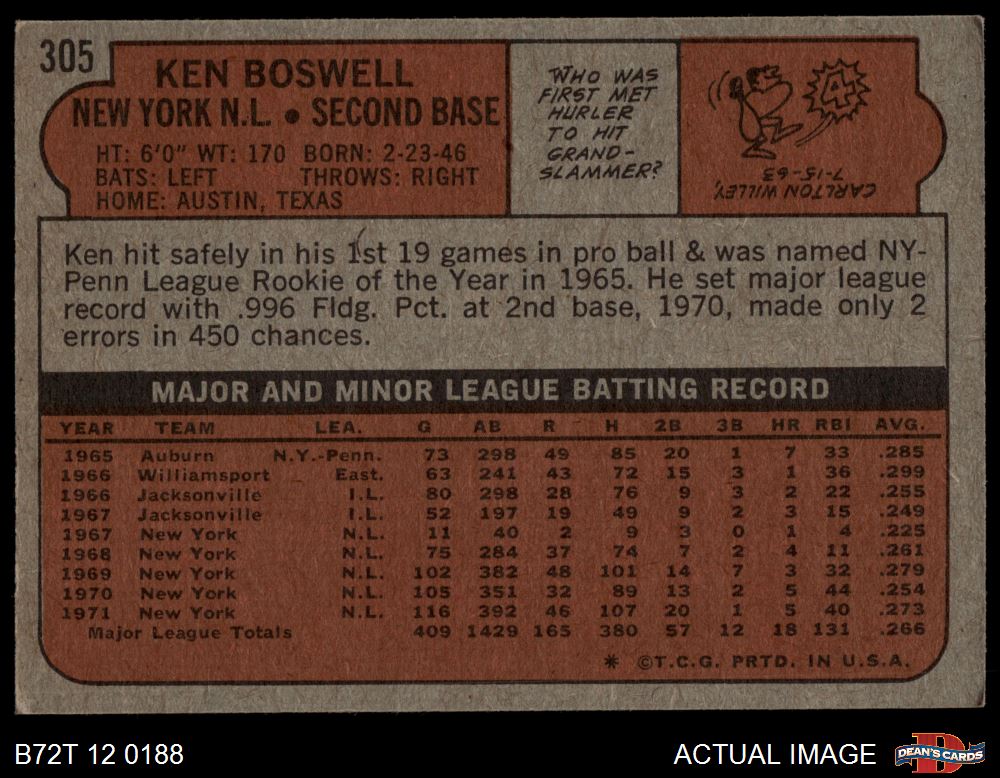 305
KEN BOSWELL
NEW YORK N.L. • SECOND BASE
HT: 6'0" WT: 170 BORN: 2-23-46
BATS: LEFT THROWS: RIGHT
HOME: AUSTIN, TEXAS
WHO WAS
FIRST MET
HURLER
TO HIT
GRAND-
SLAMMER?
4
CARLTON WILLEY,
7-15-63
Ken hit safely in his 1st 19 games in pro ball & was named NY-
Penn League Rookie of the Year in 1965. He set major league
record with .996 Fldg. Pct. at 2nd base, 1970, made only 2
errors in 450 chances.
MAJOR AND MINOR LEAGUE BATTING RECORD
YEAR TEAM LEA. G AB R H 2B 3B HR RBI AVG.
1965 Auburn N.Y.-Penn. 73 298 49 85 20 1 7 33 .285
1966 Williamsport East. 63 241 43 72 15 3 1 36 .299
1966 Jacksonville I.L. 80 298 28 76 9 3 2 22 .255
1967 Jacksonville I.L. 52 197 19 49 9 2 3 15 .249
1967 New York N.L. 11 40 2 9 3 0 1 4 .225
1968 New York N.L. 75 284 37 74 7 2 4 11 .261
1969 New York N.L. 102 382 48 101 14 7 3 32 .279
1970 New York N.L. 105 351 32 89 13 2 5 44 .254
1971 New York N.L. 116 392 46 107 20 1 5 40 .273
Major League Totals 409 1429 165 380 57 12 18 131 .266
* ©T.C.G. PRTD. IN U.S.A.
B72T 12 0188
ACTUAL IMAGE
DEAN'S CARDS